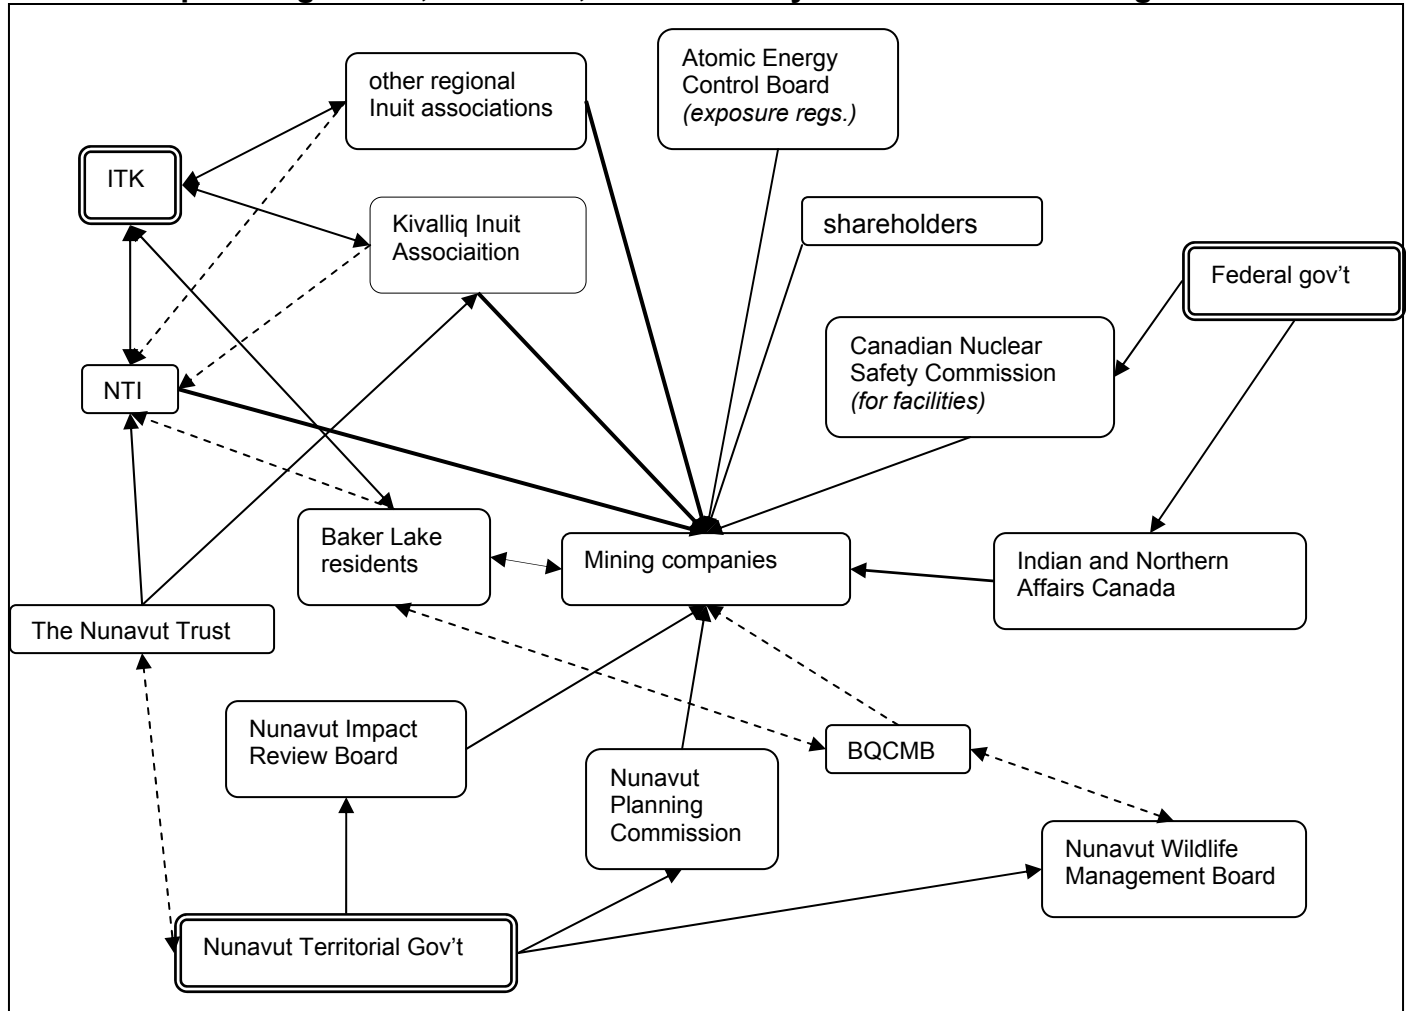 other regional
Inuit associations
Atomic Energy
Control Board
(exposure regs.)
ITK
Kivalliq Inuit
Associaition
shareholders
Federal gov't
Canadian Nuclear
Safety Commission
(for facilities)
NTI
Baker Lake
residents
Mining companies
Indian and Northern
Affairs Canada
The Nunavut Trust
Nunavut Impact
Review Board
BQCMB
Nunavut
Planning
Commission
Nunavut Wildlife
Management Board
Nunavut Territorial Gov't